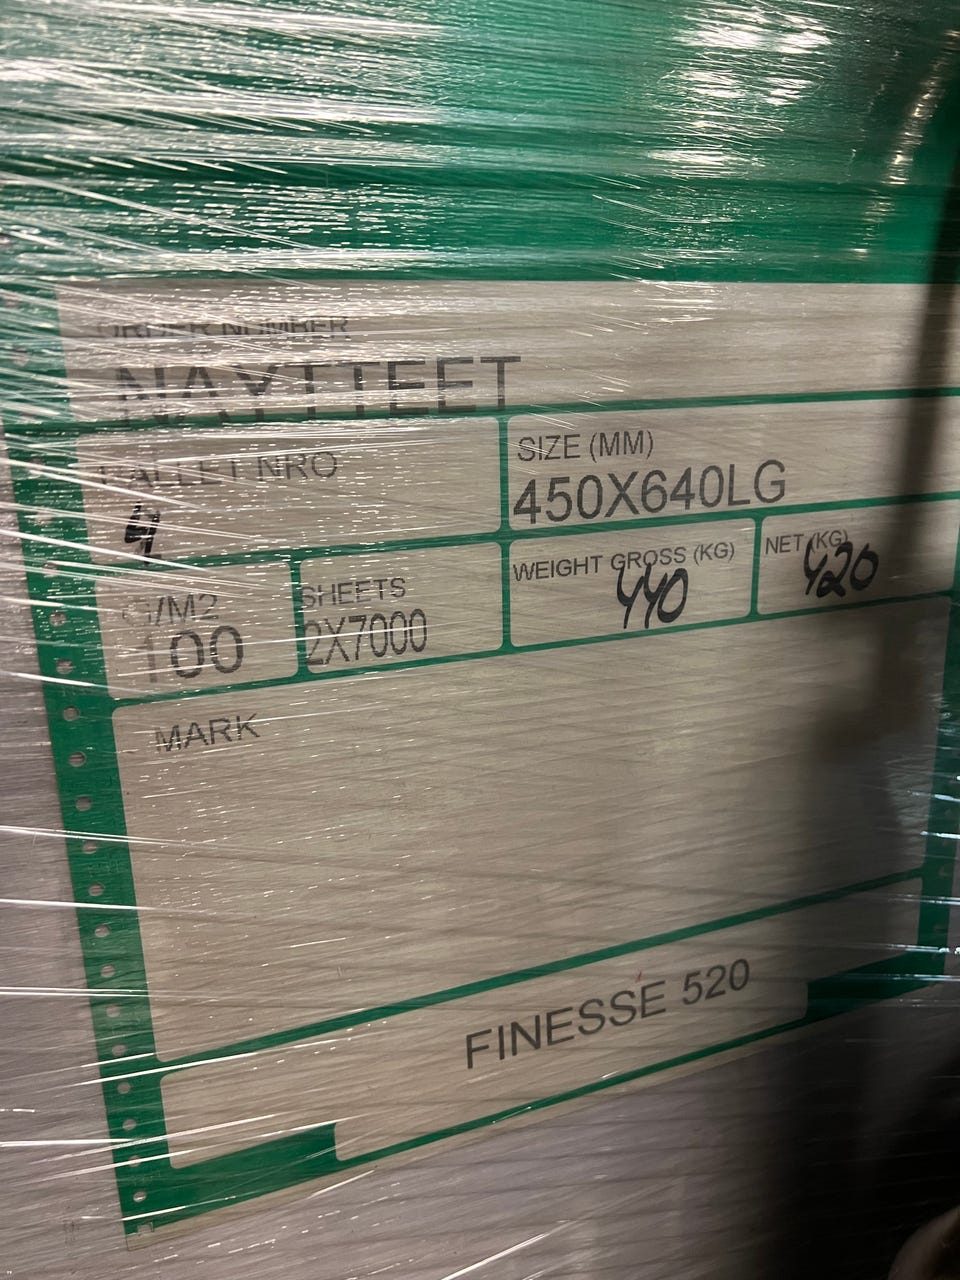 ORDER NUMBER
NAYTTEET
PALLET NRO
4
SIZE (MM)
450X640LG
G/M2
100
SHEETS
2X7000
WEIGHT GROSS (KG)
440
NET (KG)
420
MARK
FINESSE 520